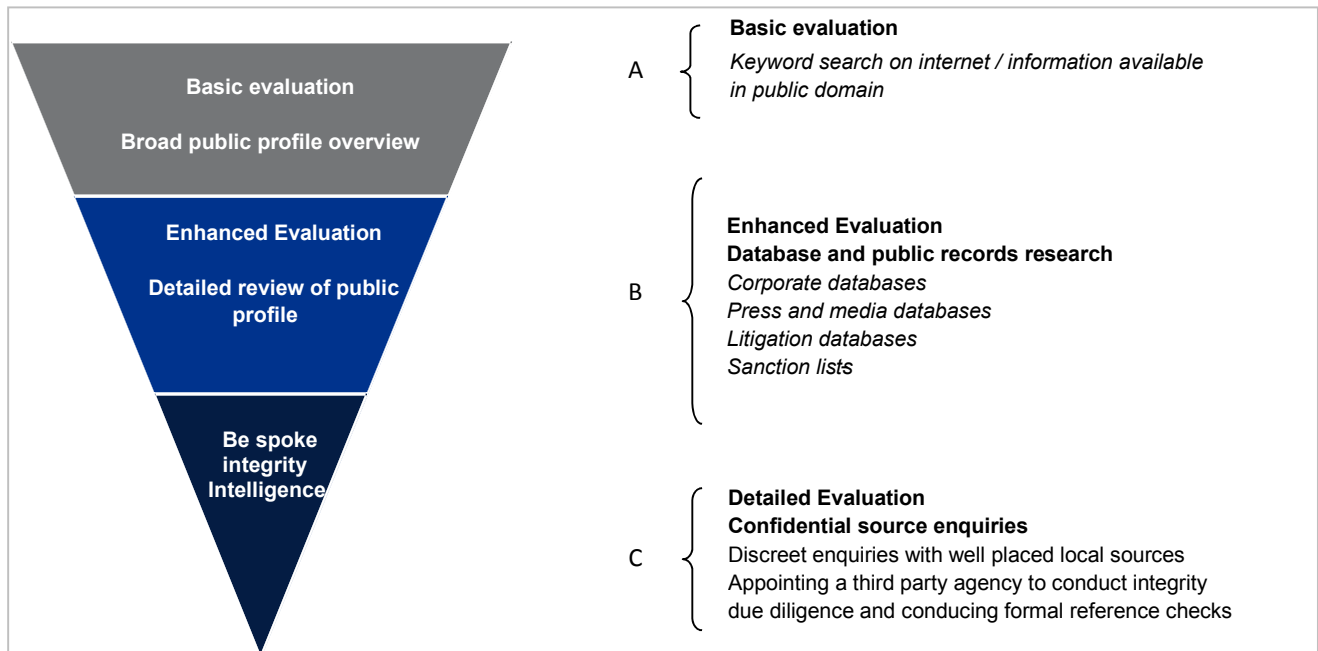 Basic evaluation
Broad public profile overview
Enhanced Evaluation
Detailed review of public
profile
Be spoke
integrity
Intelligence
A
Basic evaluation
Keyword search on internet / information available
in public domain
B
Enhanced Evaluation
Database and public records research
Corporate databases
Press and media databases
Litigation databases
Sanction lists
C
Detailed Evaluation
Confidential source enquiries
Discreet enquiries with well placed local sources
Appointing a third party agency to conduct integrity
due diligence and conducing formal reference checks